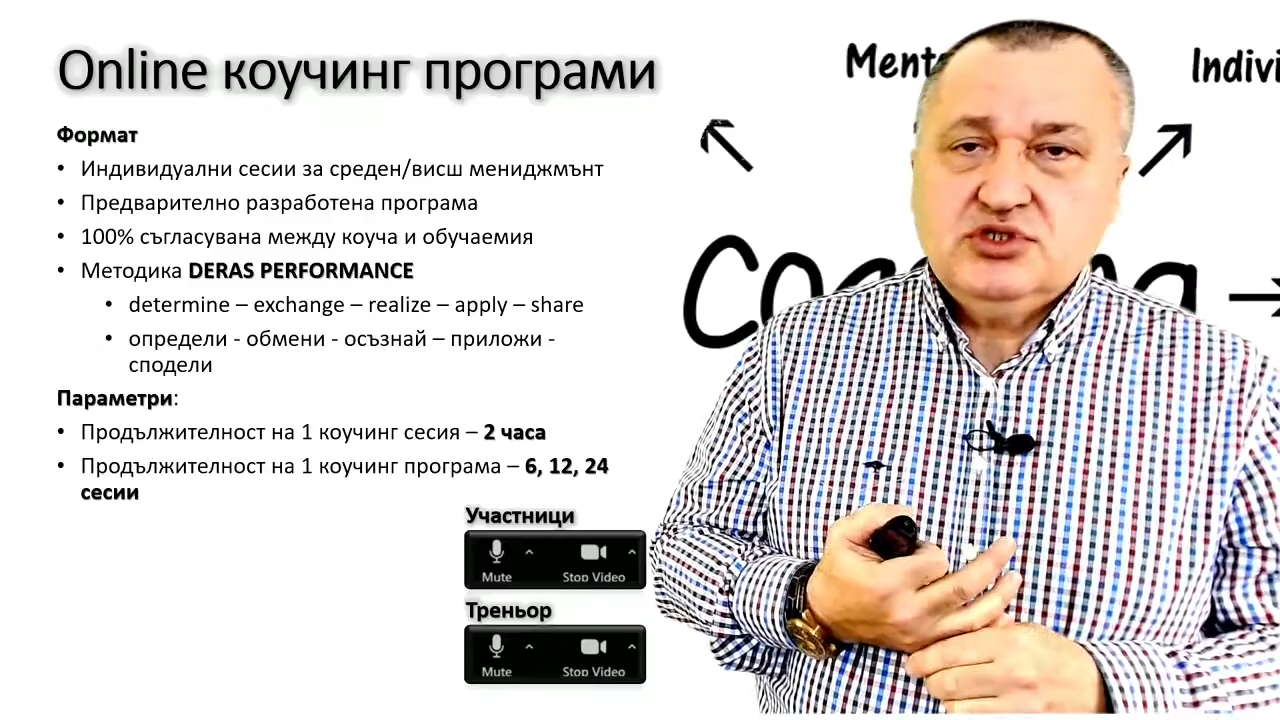 Online коучинг програми
Формат
• Индивидуални сесии за среден/висш мениджмънт
• Предварително разработена програма
• 100% съгласувана между коуча и обучаемия
• Методика DERAS PERFORMANCE
• determine – exchange – realize – apply – share
• определи - обмени - осъзнай – приложи -
сподели
Параметри:
• Продължителност на 1 коучинг сесия – 2 часа
• Продължителност на 1 коучинг програма – 6, 12, 24
сесии
Участници
Mute Stop Video
Треньор
Mute Stop Video